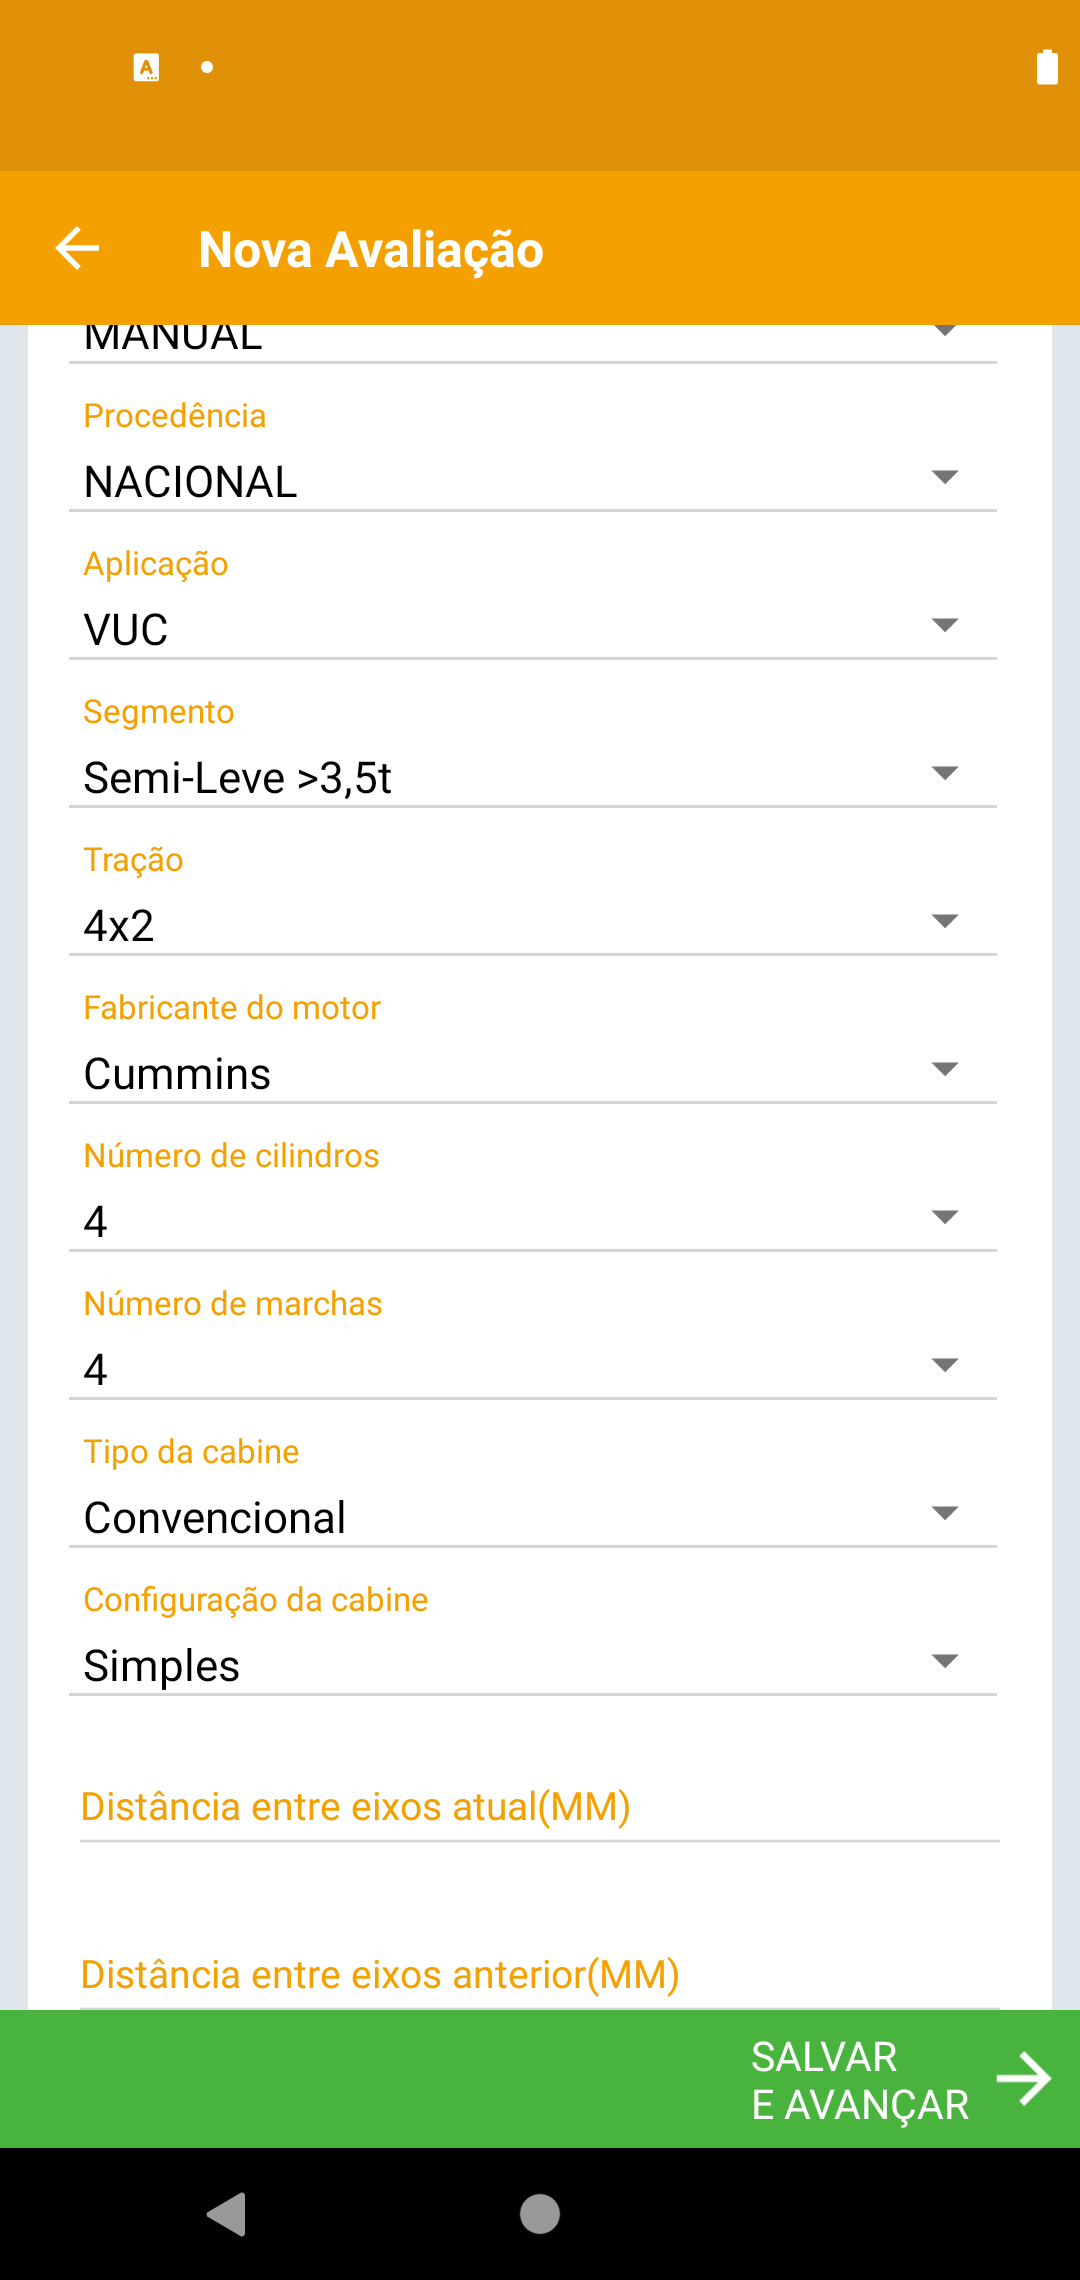 Nova Avaliação
MANUAL
Procedência
NACIONAL
Aplicação
VUC
Segmento
Semi-Leve >3,5t
Tração
4x2
Fabricante do motor
Cummins
Número de cilindros
4
Número de marchas
4
Tipo da cabine
Convencional
Configuração da cabine
Simples
Distância entre eixos atual(MM)
Distância entre eixos anterior(MM)
SALVAR
E AVANÇAR